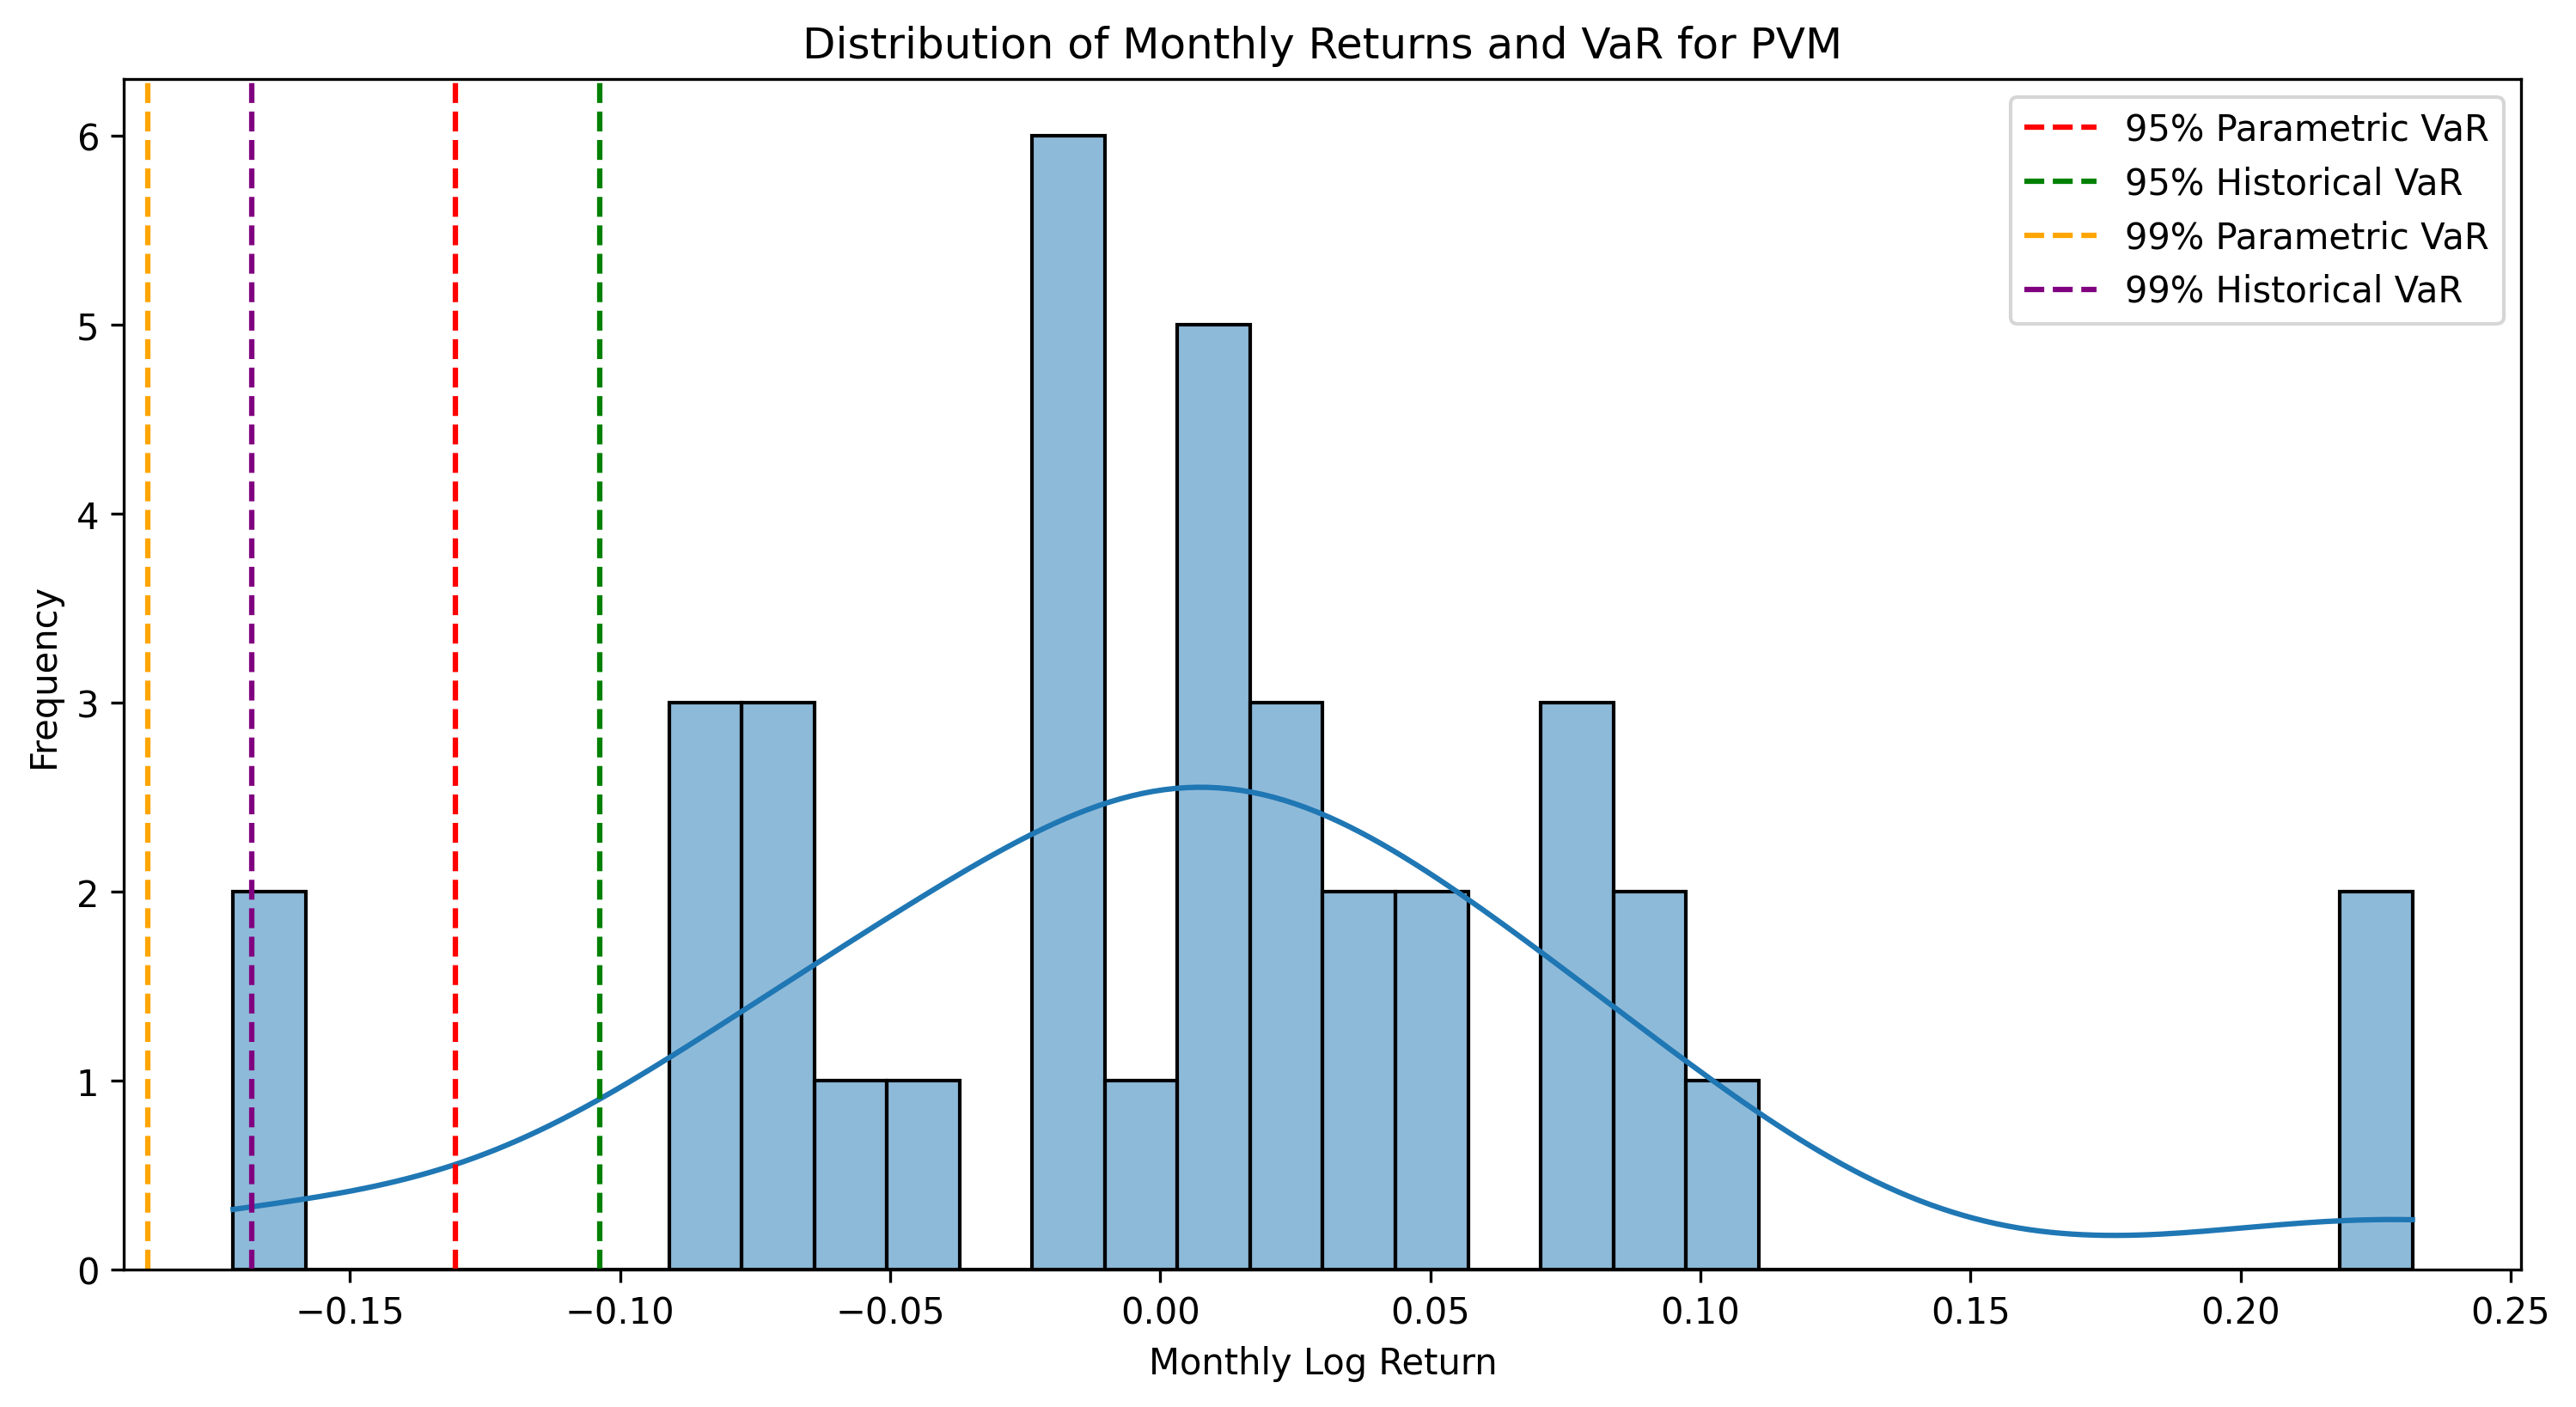 Distribution of Monthly Returns and VaR for PVM
95% Parametric VaR
95% Historical VaR
99% Parametric VaR
99% Historical VaR
Frequency
6
5
4
3
2
1
0
−0.15 −0.10 −0.05 0.00 0.05 0.10 0.15 0.20 0.25
Monthly Log Return